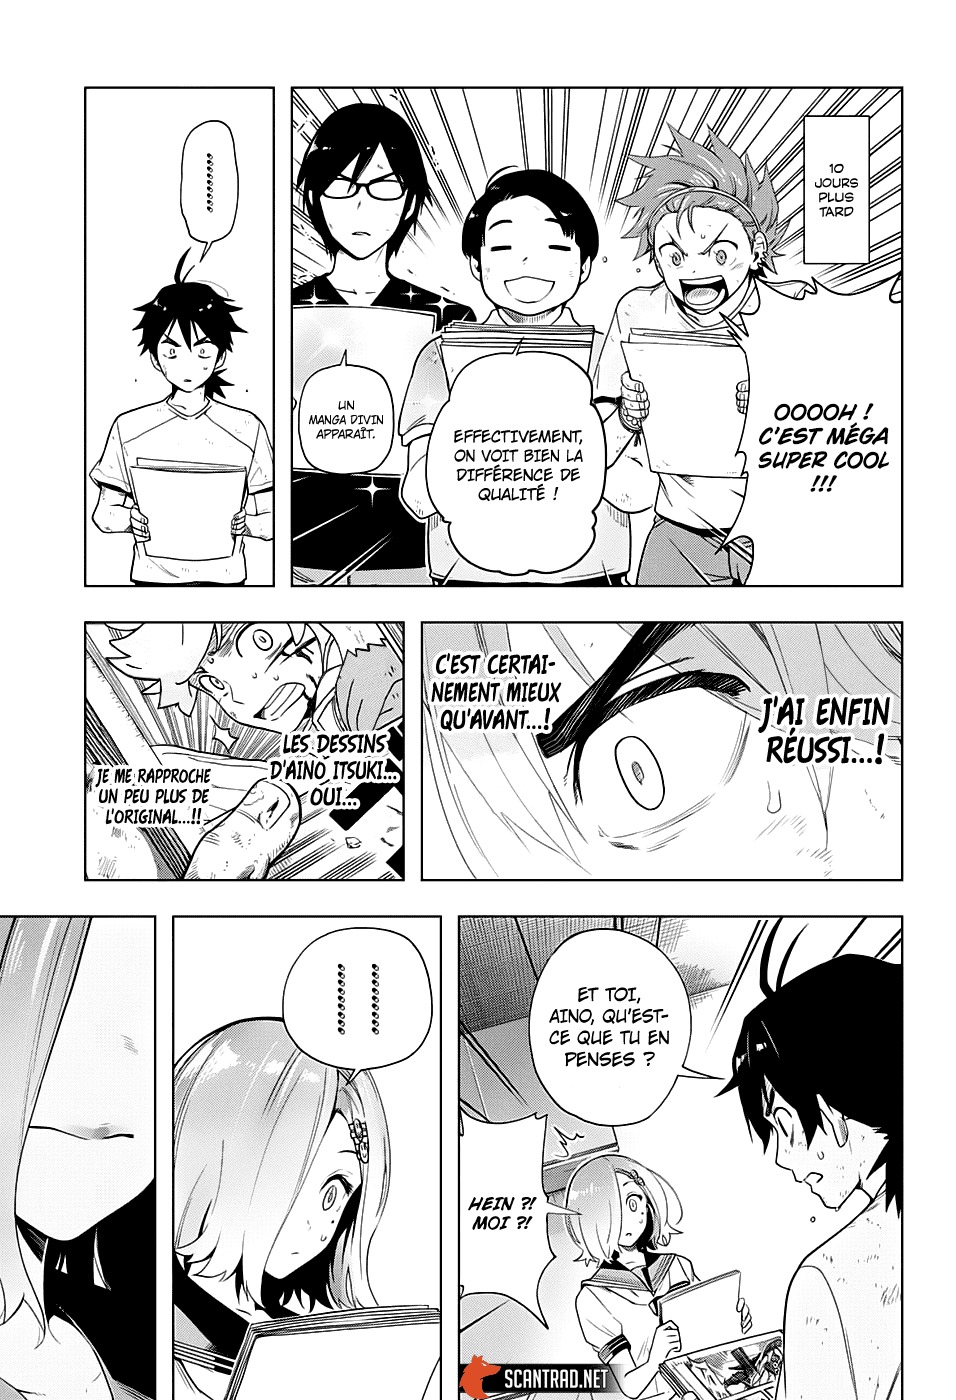 10
JOURS
PLUS
TARD
OOOOH !
C'EST MÉGA
SUPER COOL
!!!
EFFECTIVEMENT,
ON VOIT BIEN LA
DIFFÉRENCE DE
QUALITÉ !
UN
MANGA DIVIN
APPARAÎT.
J'AI ENFIN
RÉUSSI...!
C'EST CERTAI-
NEMENT MIEUX
QU'AVANT...!
LES DESSINS
D'AINO ITSUKI...
OUI...
JE ME RAPPROCHE
UN PEU PLUS DE
L'ORIGINAL...!!
ET TOI,
AINO, QU'EST-
CE QUE TU EN
PENSES ?
HEIN ?!
MOI ?!
SCANTRAD.NET